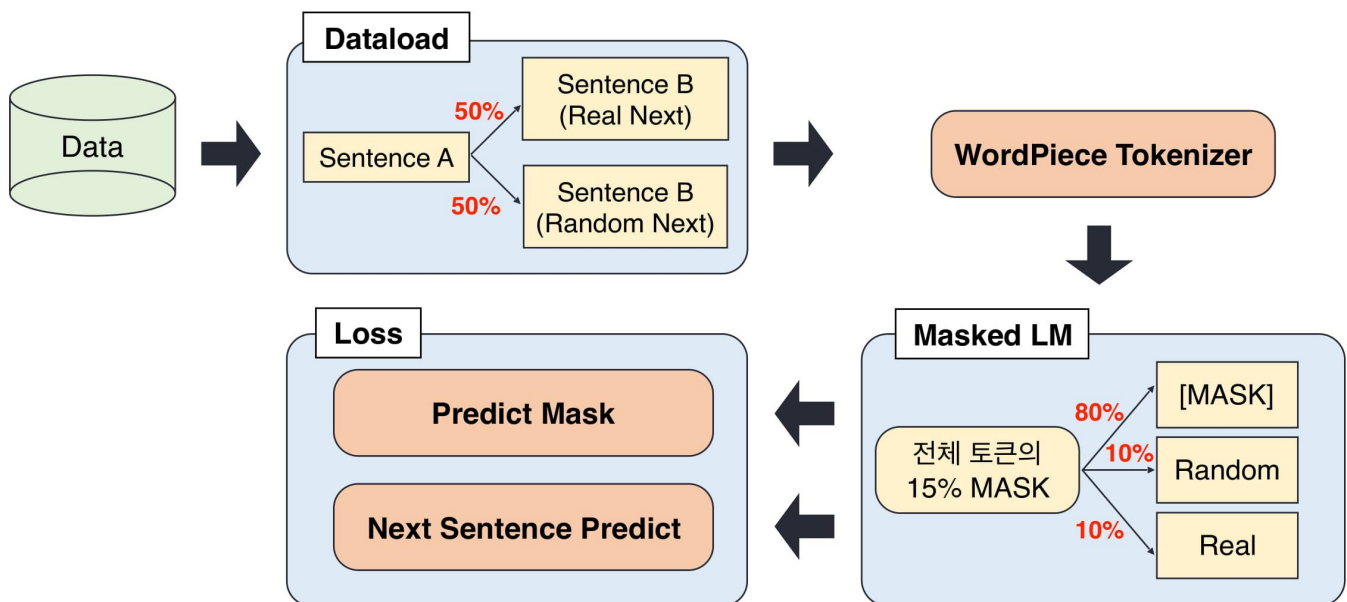 Data
Dataload
Sentence A
50%
50%
Sentence B
(Real Next)
Sentence B
(Random Next)
WordPiece Tokenizer
Masked LM
전체 토큰의
15% MASK
80%
10%
10%
[MASK]
Random
Real
Loss
Predict Mask
Next Sentence Predict